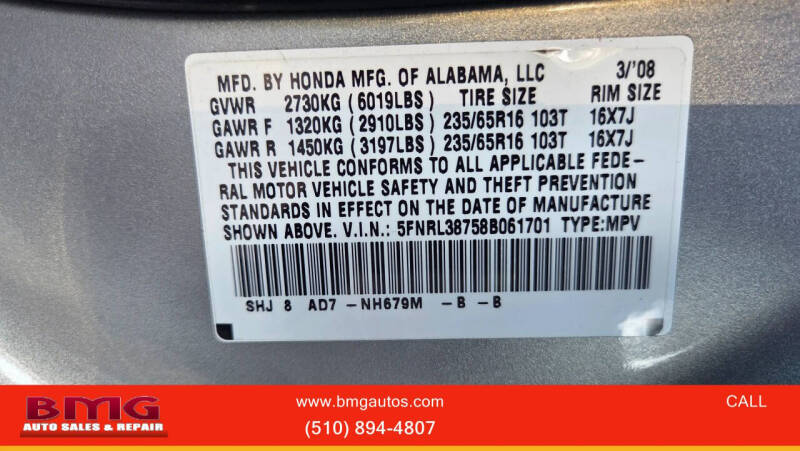 MFD. BY HONDA MFG. OF ALABAMA, LLC 3/'08
GVWR 2730KG (6019LBS) TIRE SIZE RIM SIZE
GAWR F 1320KG (2910LBS) 235/65R16 103T 16X7J
GAWR R 1450KG (3197LBS) 235/65R16 103T 16X7J
THIS VEHICLE CONFORMS TO ALL APPLICABLE FEDE-
RAL MOTOR VEHICLE SAFETY AND THEFT PREVENTION
STANDARDS IN EFFECT ON THE DATE OF MANUFACTURE
SHOWN ABOVE. V.I.N.: 5FNRL38758B061701 TYPE:MPV
SHJ 8 AD7 -NH679M -B -B
BMG
AUTO SALES & REPAIR
www.bmgautos.com
(510) 894-4807
CALL